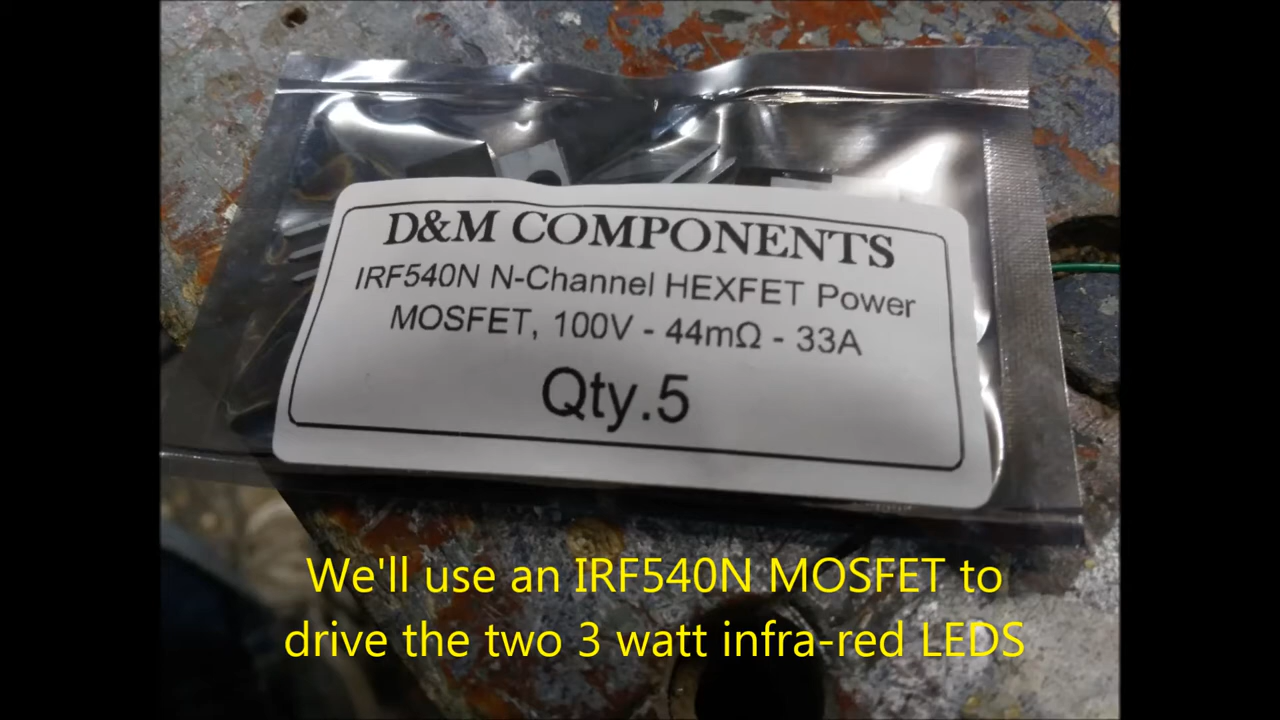 D&M COMPONENTS
IRF540N N-Channel HEXFET Power
MOSFET, 100V - 44mΩ - 33A
Qty.5
We'll use an IRF540N MOSFET to
drive the two 3 watt infra-red LEDS